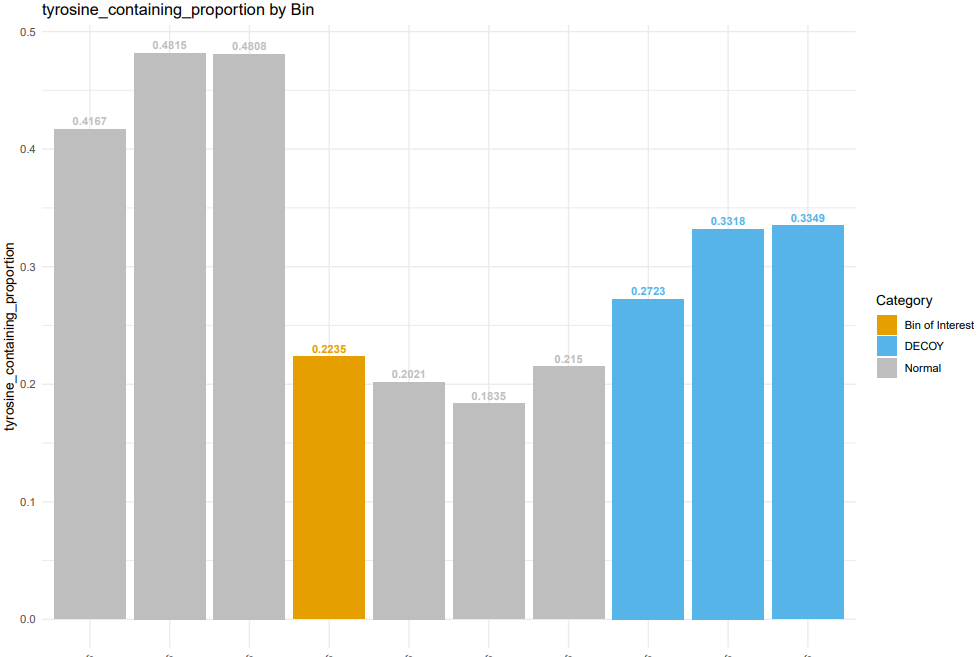 tyrosine_containing_proportion by Bin
0.5
0.4
0.3
0.2
0.1
0.0
tyrosine_containing_proportion
0.4167
0.4815
0.4808
0.2235
0.2021
0.1835
0.215
0.2723
0.3318
0.3349
Category
Bin of Interest
DECOY
Normal